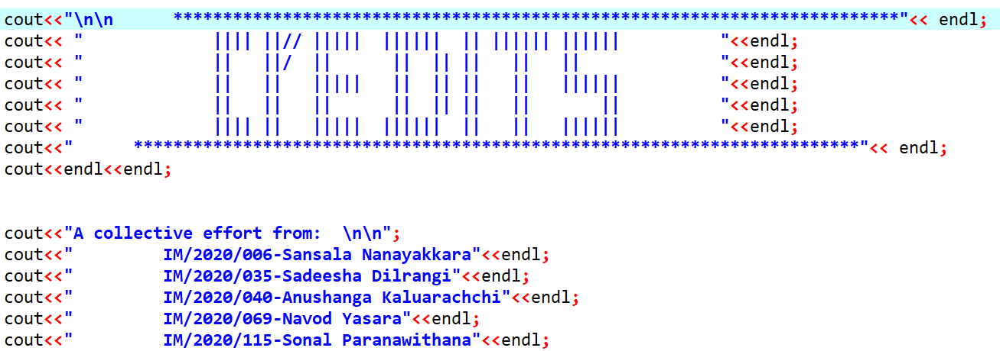 cout<<"\n\n      *************************************************************************"<< endl;
cout<< "             |||| ||// |||||  ||||||  || |||||| ||||||          "<<endl;
cout<< "             ||   ||/  ||      ||  || ||   ||   ||              "<<endl;
cout<< "             ||   ||   |||||   ||  || ||   ||   ||||||          "<<endl;
cout<< "             ||   ||   ||      ||  || ||   ||       ||          "<<endl;
cout<< "             |||| ||   |||||  ||||||  ||   ||   ||||||          "<<endl;
cout<<"      *************************************************************************"<< endl;
cout<<endl<<endl;
cout<<"A collective effort from:  \n\n";
cout<<"         IM/2020/006-Sansala Nanayakkara"<<endl;
cout<<"         IM/2020/035-Sadeesha Dilrangi"<<endl;
cout<<"         IM/2020/040-Anushanga Kaluarachchi"<<endl;
cout<<"         IM/2020/069-Navod Yasara"<<endl;
cout<<"         IM/2020/115-Sonal Paranawithana"<<endl;